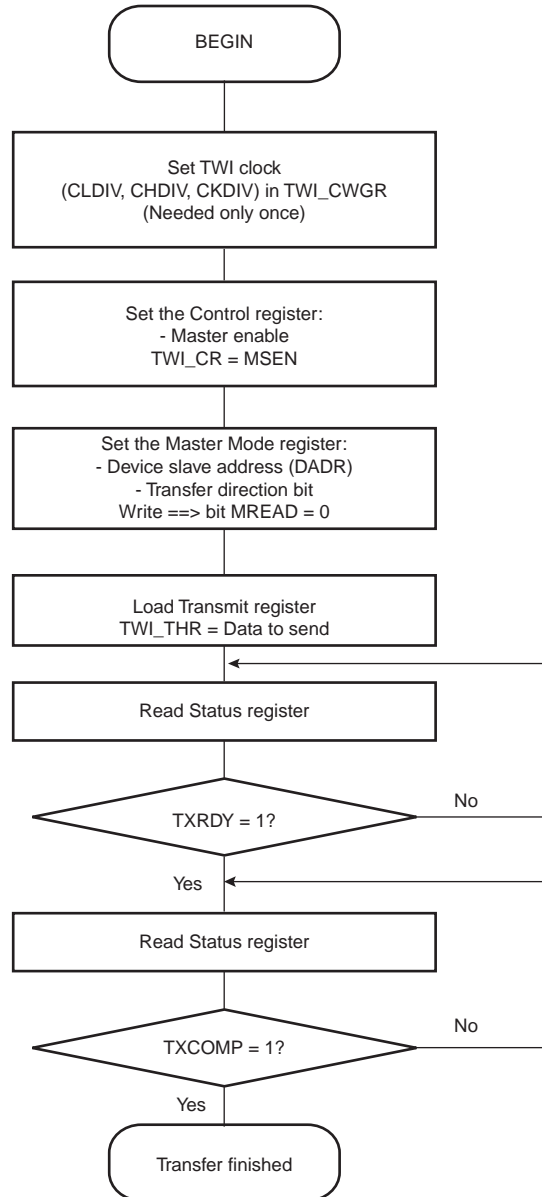 BEGIN
Set TWI clock
(CLDIV, CHDIV, CKDIV) in TWI_CWGR
(Needed only once)
Set the Control register:
- Master enable
TWI_CR = MSEN
Set the Master Mode register:
- Device slave address (DADR)
- Transfer direction bit
Write ==> bit MREAD = 0
Load Transmit register
TWI_THR = Data to send
Read Status register
TXRDY = 1?
No
Yes
Read Status register
TXCOMP = 1?
No
Yes
Transfer finished